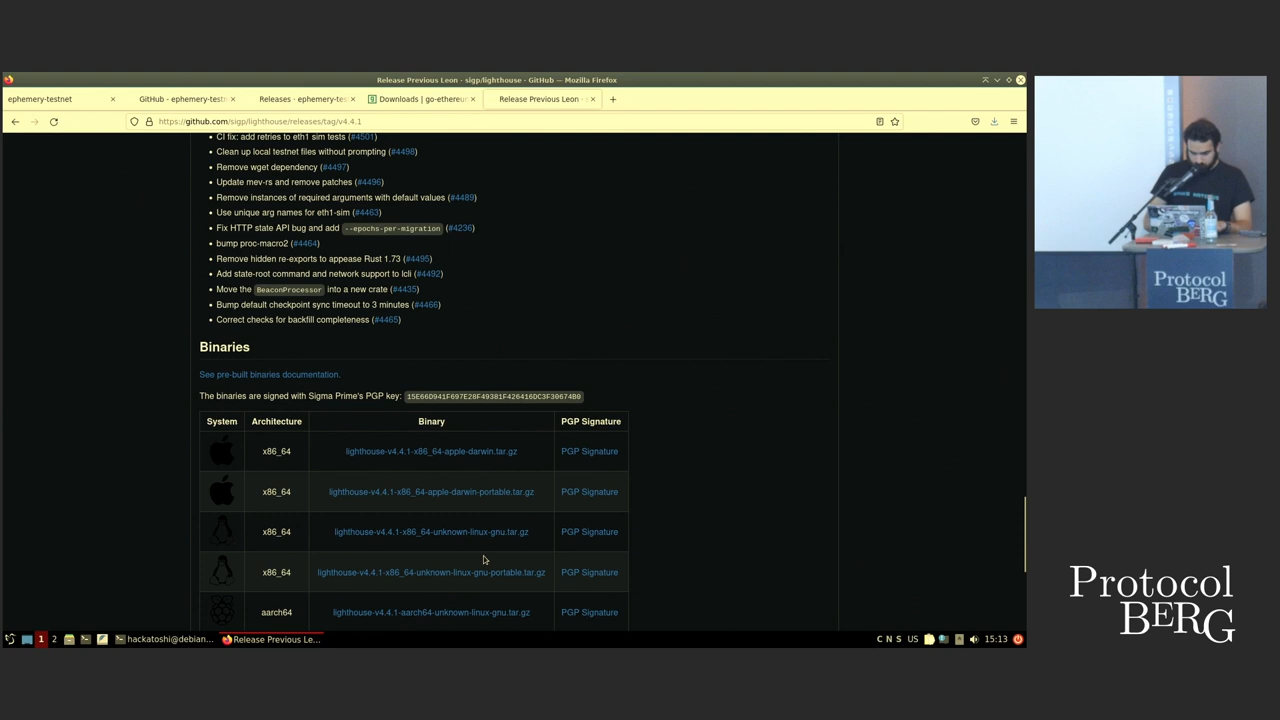 Release Previous Leon · sigp/lighthouse · GitHub — Mozilla Firefox
ephemery-testnet
GitHub - ephemery-testn
Releases · ephemery-tes
Downloads | go-ethereu
Release Previous Leon ·
https://github.com/sigp/lighthouse/releases/tag/v4.4.1
CI fix: add retries to eth1 sim tests (#4501)
Clean up local testnet files without prompting (#4498)
Remove wget dependency (#4497)
Update mev-rs and remove patches (#4496)
Remove instances of required arguments with default values (#4489)
Use unique arg names for eth1-sim (#4463)
Fix HTTP state API bug and add --epochs-per-migration (#4236)
bump proc-macro2 (#4464)
Remove hidden re-exports to appease Rust 1.73 (#4495)
Add state-root command and network support to lcli (#4492)
Move the BeaconProcessor into a new crate (#4435)
Bump default checkpoint sync timeout to 3 minutes (#4466)
Correct checks for backfill completeness (#4465)
Binaries
See pre-built binaries documentation.
The binaries are signed with Sigma Prime's PGP key: 15E66D941F697E28F49381F426416DC3F30674B0
System Architecture Binary PGP Signature
x86_64 lighthouse-v4.4.1-x86_64-apple-darwin.tar.gz PGP Signature
x86_64 lighthouse-v4.4.1-x86_64-apple-darwin-portable.tar.gz PGP Signature
x86_64 lighthouse-v4.4.1-x86_64-unknown-linux-gnu.tar.gz PGP Signature
x86_64 lighthouse-v4.4.1-x86_64-unknown-linux-gnu-portable.tar.gz PGP Signature
aarch64 lighthouse-v4.4.1-aarch64-unknown-linux-gnu.tar.gz PGP Signature
1 2 hackatoshi@debian... Release Previous Le... C N S US 15:13
Protocol
BERG
Protocol
BERG